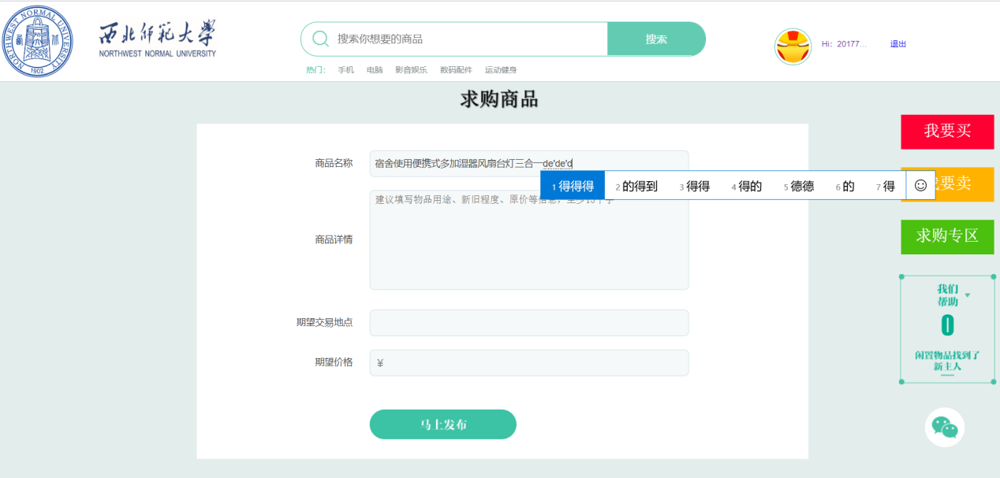 NORTHWEST NORMAL UNIVERSITY
1902
西北师范大学
NORTHWEST NORMAL UNIVERSITY
搜索你想要的商品
搜索
热门： 手机 电脑 影音娱乐 数码配件 运动健身
Hi：20177...
退出
求购商品
商品名称
宿舍使用便携式多加湿器风扇台灯三合一de'de'd
1 得得得 2 的得到 3 得得 4 得的 5 德德 6 的 7 得
商品详情
建议填写物品用途、新旧程度、原价等信息，至少15个字
期望交易地点
期望价格
¥
马上发布
我要买
要卖
求购专区
我们
帮助
0
闲置物品找到了
新主人